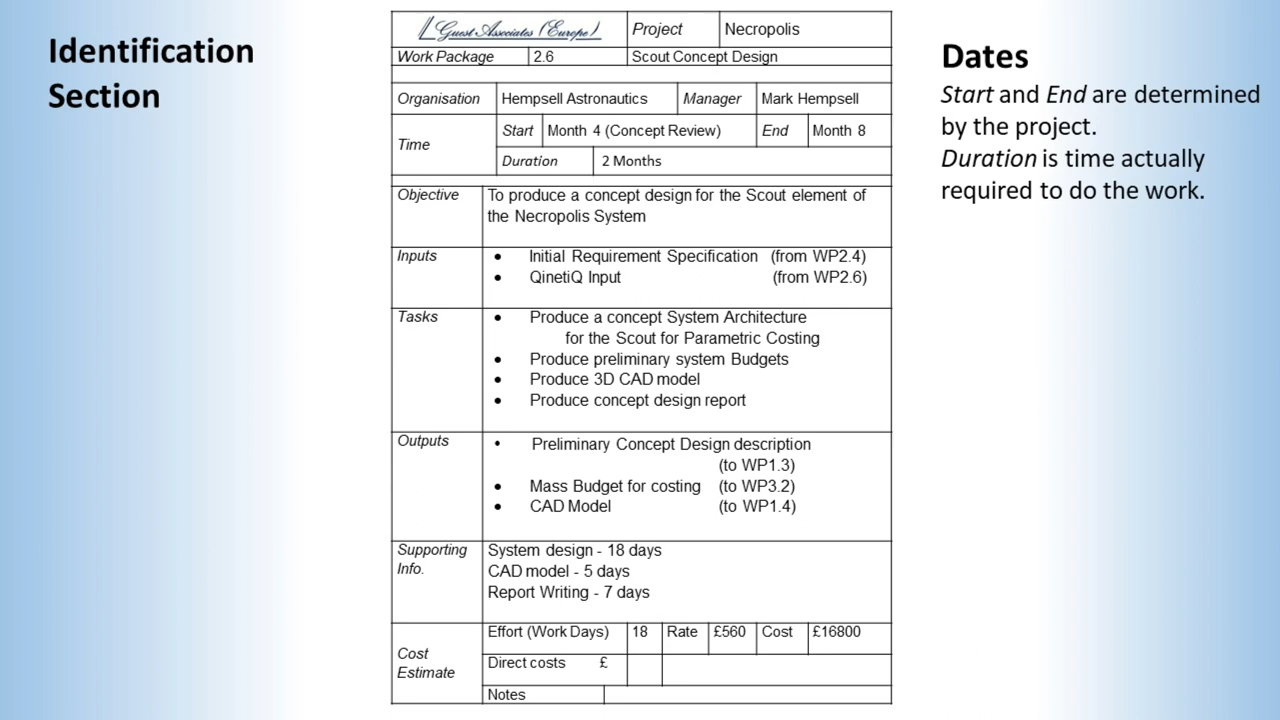 Identification
Section
Guest Associates (Europe) Project Necropolis
Work Package 2.6 Scout Concept Design
Organisation Hempsell Astronautics Manager Mark Hempsell
Time Start Month 4 (Concept Review) End Month 8
Duration 2 Months
Objective To produce a concept design for the Scout element of
the Necropolis System
Inputs • Initial Requirement Specification (from WP2.4)
• QinetiQ Input (from WP2.6)
Tasks • Produce a concept System Architecture
for the Scout for Parametric Costing
• Produce preliminary system Budgets
• Produce 3D CAD model
• Produce concept design report
Outputs • Preliminary Concept Design description
(to WP1.3)
• Mass Budget for costing (to WP3.2)
• CAD Model (to WP1.4)
Supporting Info. System design - 18 days
CAD model - 5 days
Report Writing - 7 days
Cost Estimate Effort (Work Days) 18 Rate £560 Cost £16800
Direct costs £
Notes
Dates
Start and End are determined
by the project.
Duration is time actually
required to do the work.